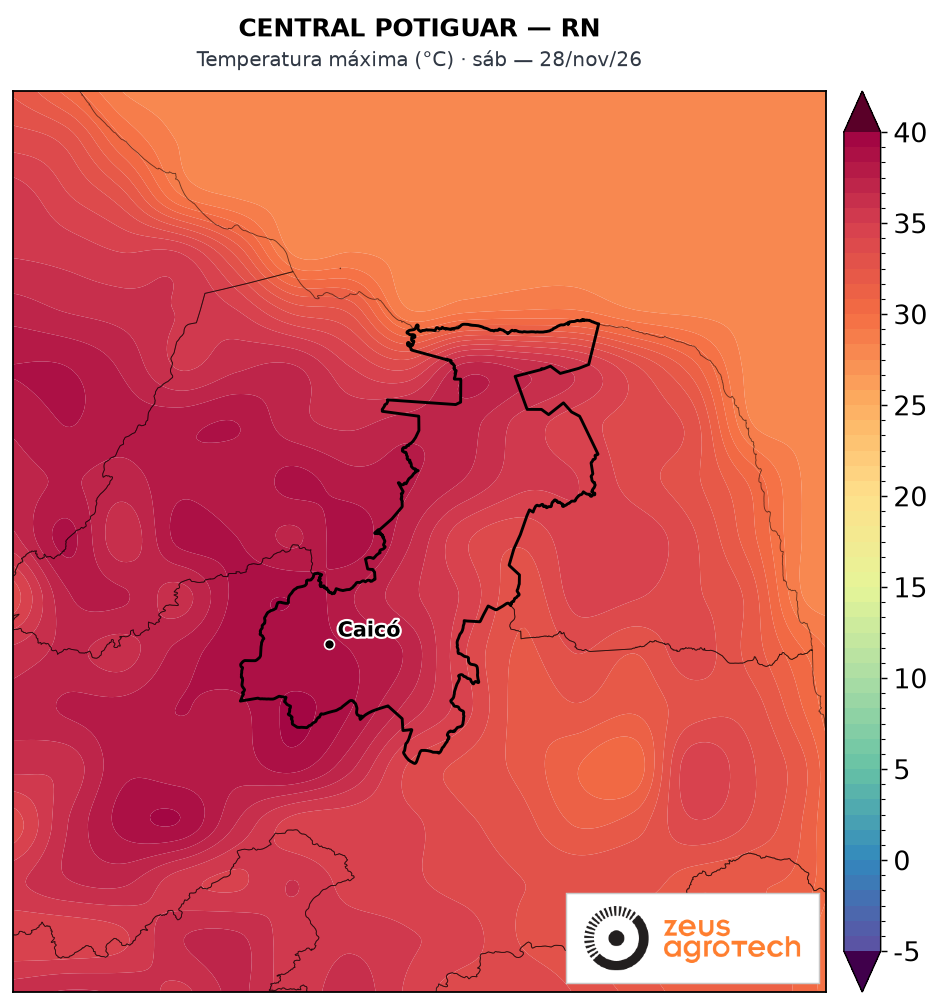 CENTRAL POTIGUAR — RN
Temperatura máxima (°C) · sáb — 28/nov/26
40
35
30
25
20
15
10
5
0
-5
Caicó
zeus
agrotech